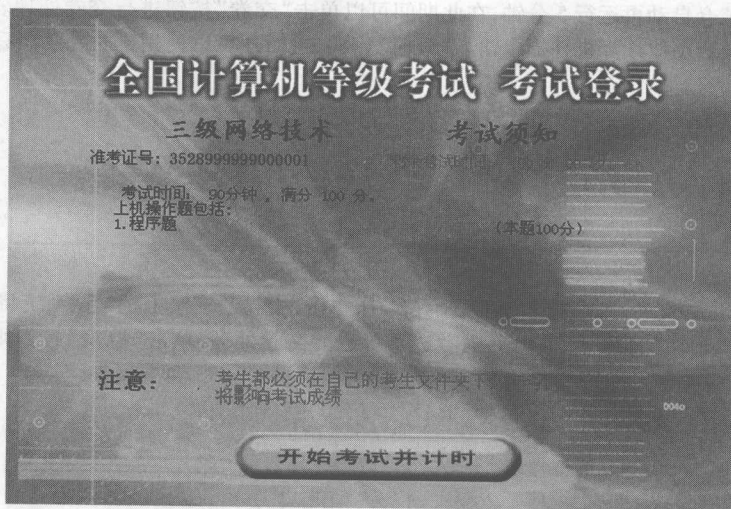 全国计算机等级考试 考试登录
三级网络技术 考试须知
准考证号：3528999999000001
考试时间： 90分钟 ，满分 100 分。
上机操作题包括：
1.程序题 （本题100分）
注意： 考生都必须在自己的考生文件夹下
将影响考试成绩
开始考试并计时